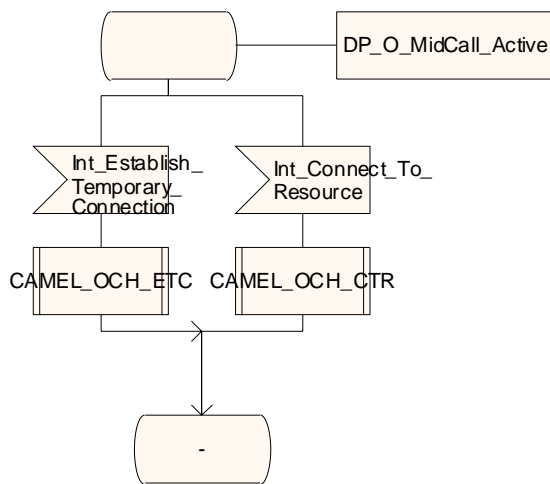 DP_O_MidCall_Active
Int_Establish_
Temporary_
Connection
Int_Connect_To_
Resource
CAMEL_OCH_ETC
CAMEL_OCH_CTR
-